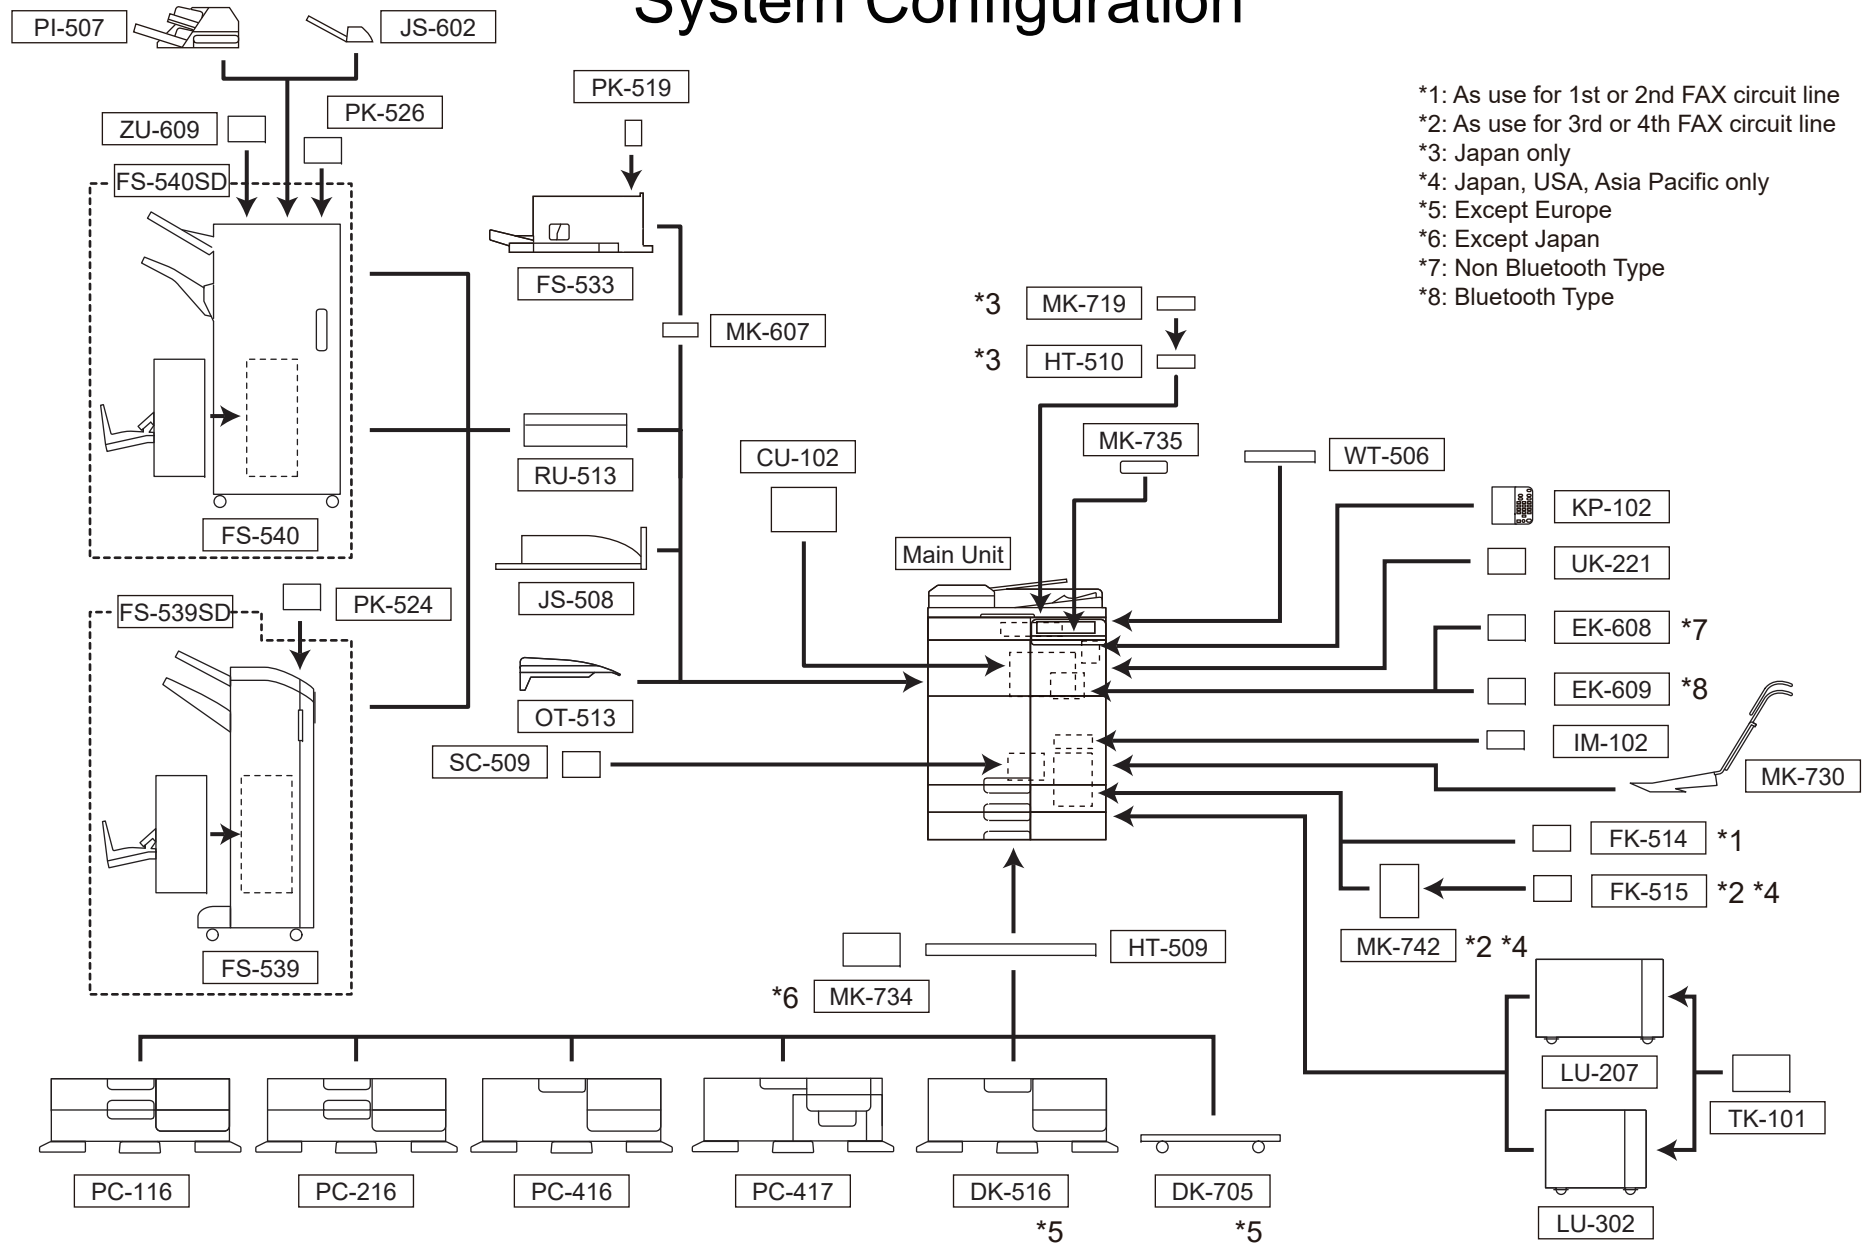 System Configuration
PI-507
JS-602
PK-519
ZU-609
PK-526
FS-540SD
*1: As use for 1st or 2nd FAX circuit line
*2: As use for 3rd or 4th FAX circuit line
*3: Japan only
*4: Japan, USA, Asia Pacific only
*5: Except Europe
*6: Except Japan
*7: Non Bluetooth Type
*8: Bluetooth Type
FS-533
MK-607
*3 MK-719
*3 HT-510
MK-735
WT-506
CU-102
RU-513
KP-102
FS-540
Main Unit
UK-221
JS-508
FS-539SD
PK-524
EK-608 *7
EK-609 *8
OT-513
IM-102
SC-509
MK-730
FK-514 *1
FK-515 *2 *4
MK-742 *2 *4
HT-509
FS-539
*6 MK-734
LU-207
TK-101
PC-116
PC-216
PC-416
PC-417
DK-516
DK-705
LU-302
*5
*5